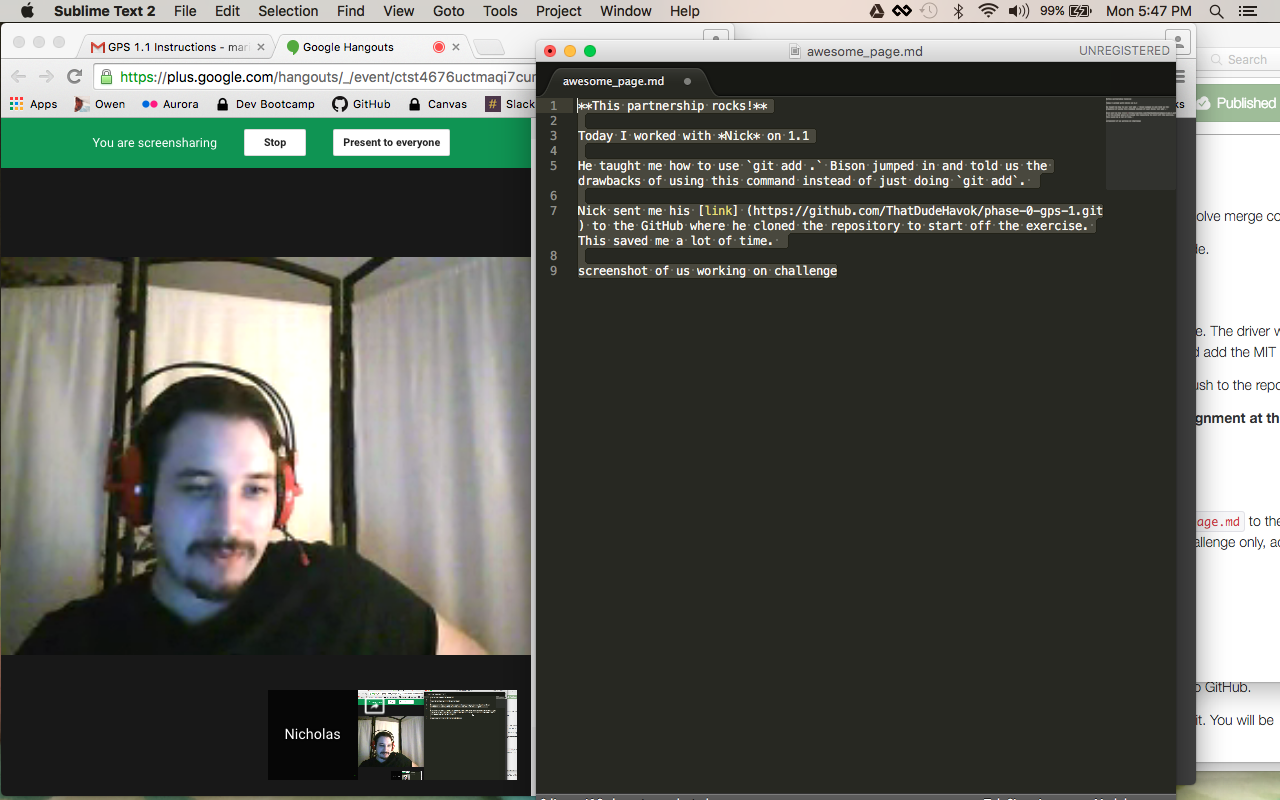 Sublime Text 2 File Edit Selection Find View Goto Tools Project Window Help 99% Mon 5:47 PM
GPS 1.1 Instructions - mar
Google Hangouts
https://plus.google.com/hangouts/_/event/ctst4676uctmaqi7cur
Apps Owen Aurora Dev Bootcamp GitHub Canvas # Slack
You are screensharing Stop Present to everyone
Nicholas
awesome_page.md UNREGISTERED
awesome_page.md
1 **This partnership rocks!**
2
3 Today I worked with *Nick* on 1.1
4
5 He taught me how to use `git add .` Bison jumped in and told us the
drawbacks of using this command instead of just doing `git add`.
6
7 Nick sent me his [link] (https://github.com/ThatDudeHavok/phase-0-gps-1.git
) to the GitHub where he cloned the repository to start off the exercise.
This saved me a lot of time.
8
9 screenshot of us working on challenge
Search
Published
olve merge co
e.
e. The driver w
d add the MIT
ush to the repo
gnment at th
age.md to the
allenge only, ac
o GitHub.
it. You will be